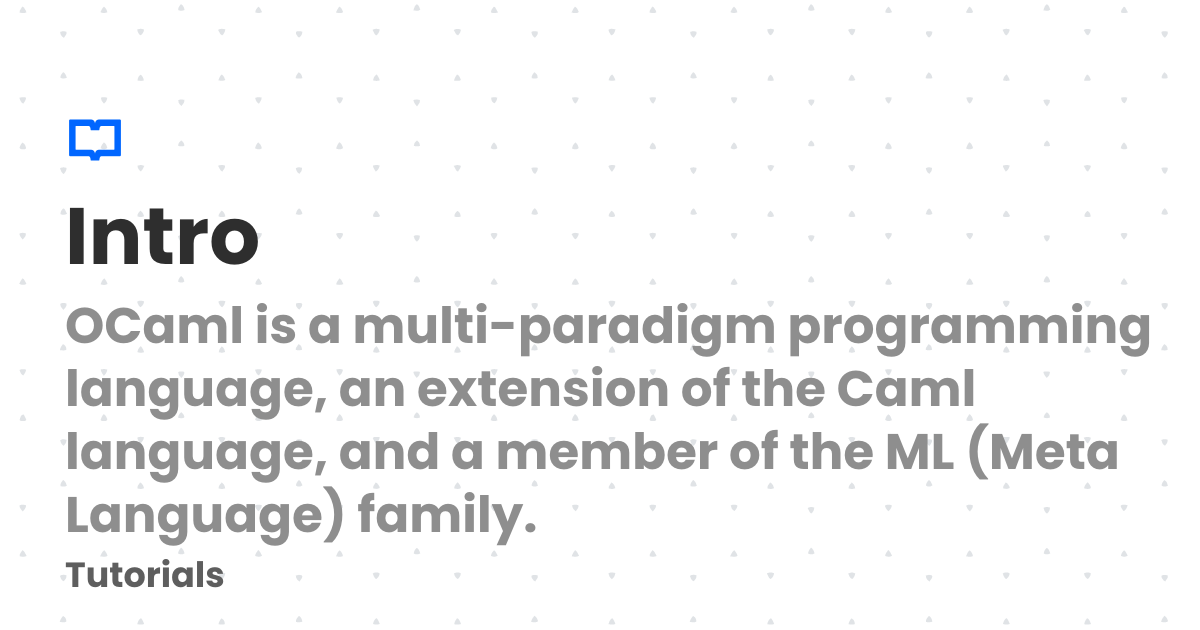 Intro
OCaml is a multi-paradigm programming
language, an extension of the Caml
language, and a member of the ML (Meta
Language) family.
Tutorials